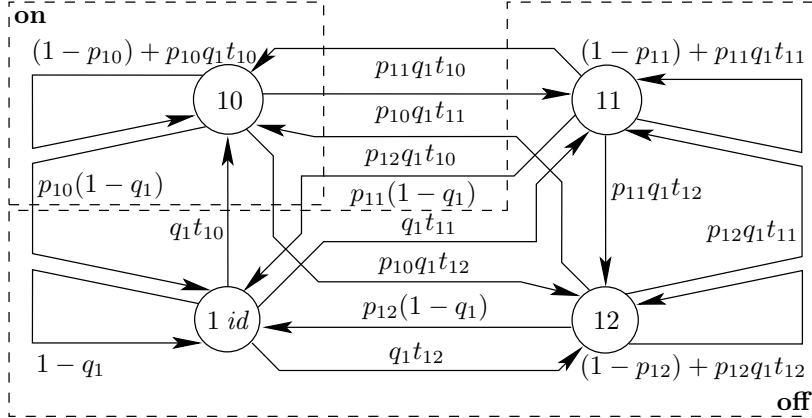 on
(1 - p₁₀) + p₁₀q₁t₁₀
(1 - p₁₁) + p₁₁q₁t₁₁
p₁₁q₁t₁₀
10
11
p₁₀q₁t₁₁
p₁₂q₁t₁₀
p₁₀(1 - q₁)
p₁₁(1 - q₁)
p₁₁q₁t₁₂
q₁t₁₀
q₁t₁₁
p₁₂q₁t₁₁
p₁₀q₁t₁₂
p₁₂(1 - q₁)
1 id
12
1 - q₁
q₁t₁₂
(1 - p₁₂) + p₁₂q₁t₁₂
off